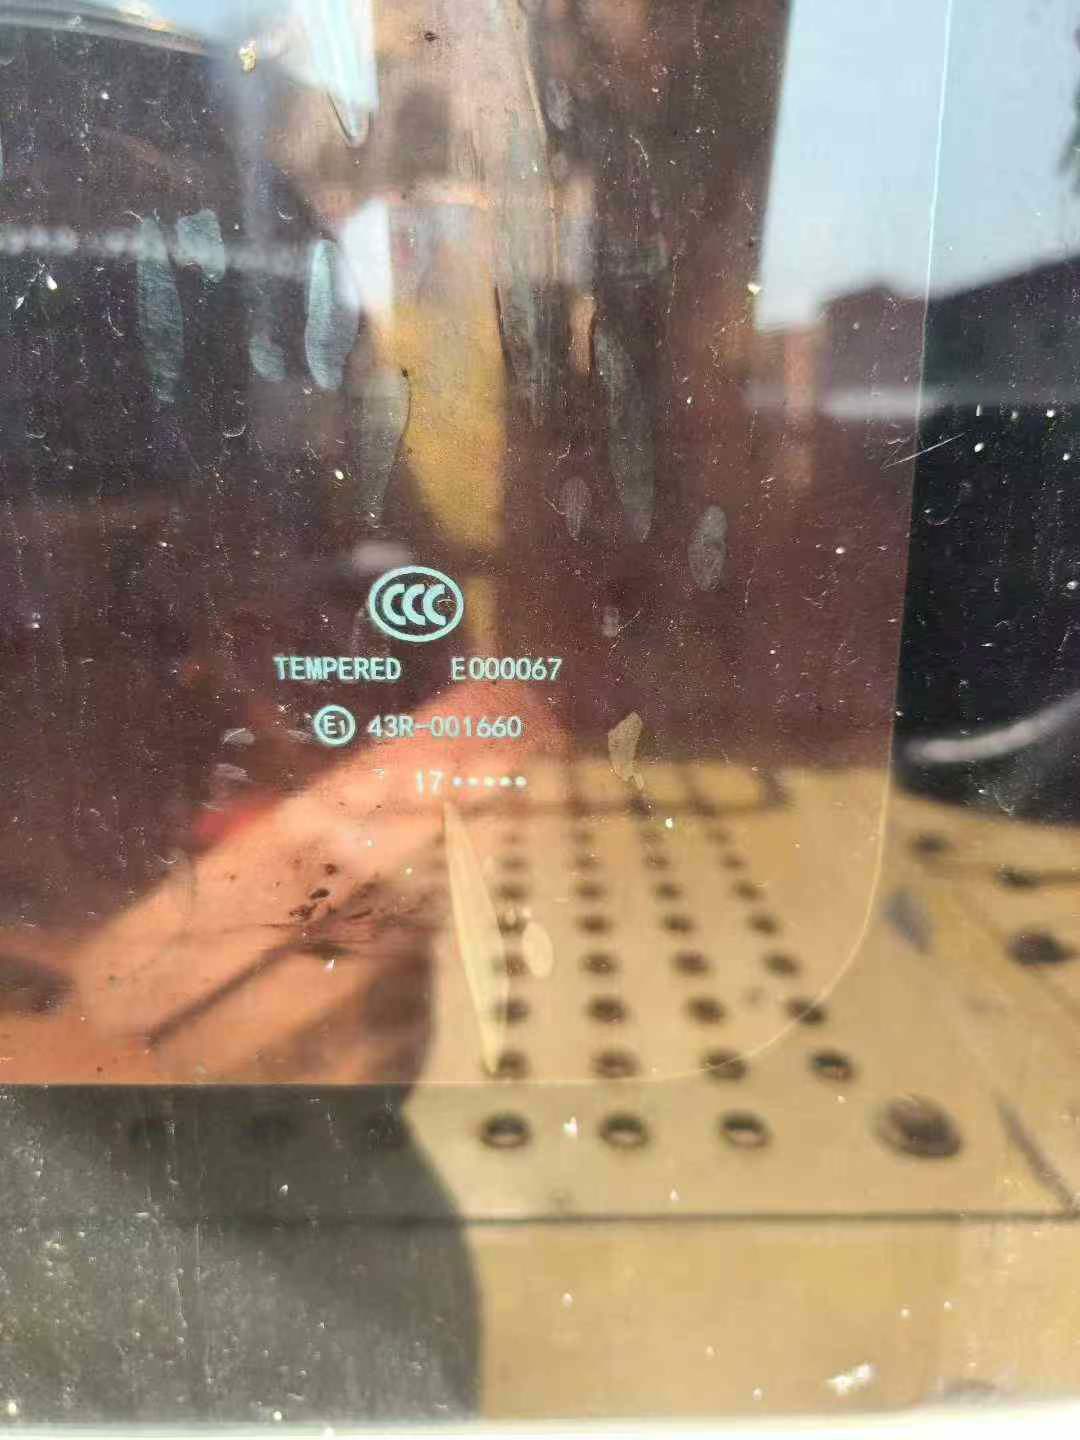 CCC
TEMPERED E000067
E1 43R-001660
17•••••